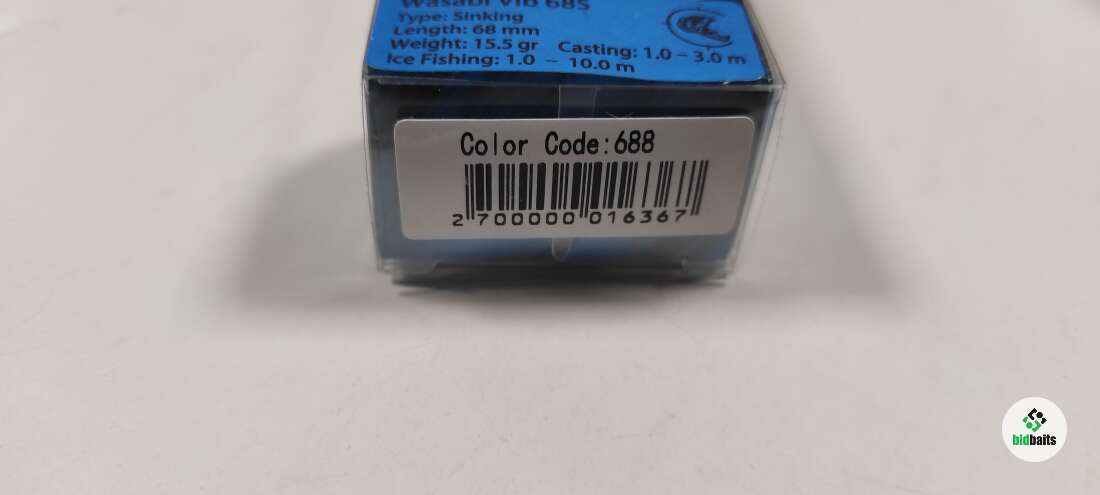 Wasabi Vib 68S
Type: Sinking
Length: 68 mm
Weight: 15.5 gr Casting: 1.0 – 3.0 m
Ice Fishing: 1.0 – 10.0 m
Color Code:688
2 700000 016367
bidbaits